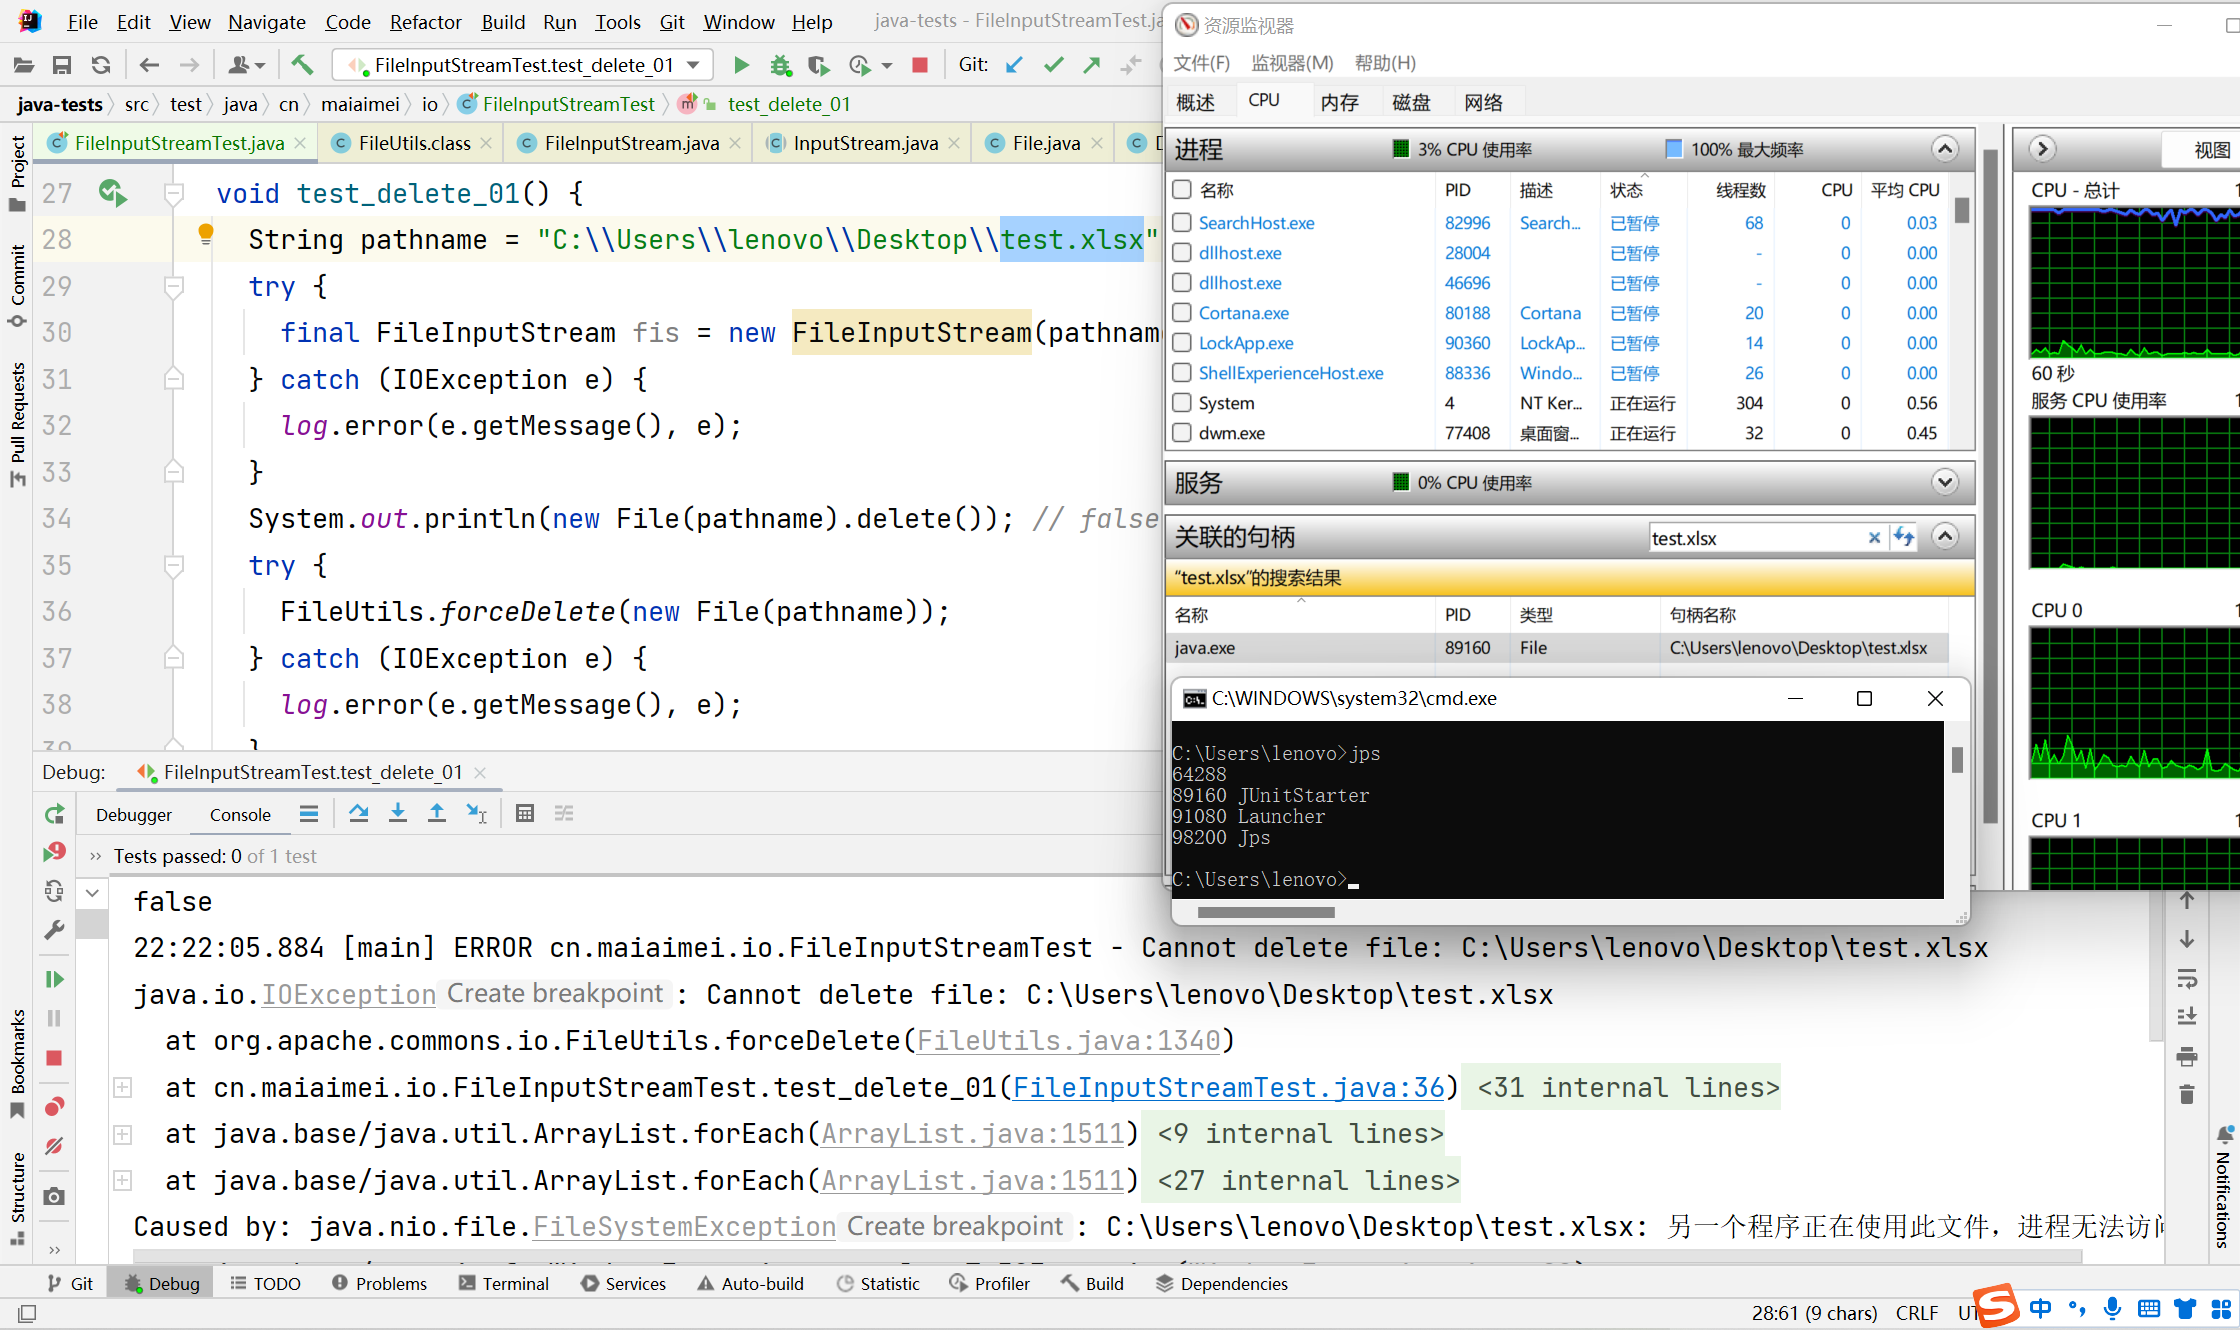 File Edit View Navigate Code Refactor Build Run Tools Git Window Help java-tests - FileInputStreamTest.ja
FileInputStreamTest.test_delete_01 Git:
java-tests src test java cn maiaimei io FileInputStreamTest test_delete_01
FileInputStreamTest.java FileUtils.class FileInputStream.java InputStream.java File.java
Project
Commit
Pull Requests
27 void test_delete_01() {
28 String pathname = "C:\\Users\\lenovo\\Desktop\\test.xlsx"
29 try {
30 final FileInputStream fis = new FileInputStream(pathnam
31 } catch (IOException e) {
32 log.error(e.getMessage(), e);
33 }
34 System.out.println(new File(pathname).delete()); // false
35 try {
36 FileUtils.forceDelete(new File(pathname));
37 } catch (IOException e) {
38 log.error(e.getMessage(), e);
39 }
资源监视器
文件(F) 监视器(M) 帮助(H)
概述 CPU 内存 磁盘 网络
进程 3% CPU 使用率 100% 最大频率
名称 PID 描述 状态 线程数 CPU 平均 CPU
SearchHost.exe 82996 Search... 已暂停 68 0 0.03
dllhost.exe 28004 已暂停 - 0 0.00
dllhost.exe 46696 已暂停 - 0 0.00
Cortana.exe 80188 Cortana 已暂停 20 0 0.00
LockApp.exe 90360 LockAp... 已暂停 14 0 0.00
ShellExperienceHost.exe 88336 Windo... 已暂停 26 0 0.00
System 4 NT Ker... 正在运行 304 0 0.56
dwm.exe 77408 桌面窗... 正在运行 32 0 0.45
服务 0% CPU 使用率
关联的句柄 test.xlsx
"test.xlsx"的搜索结果
名称 PID 类型 句柄名称
java.exe 89160 File C:\Users\lenovo\Desktop\test.xlsx
视图
CPU - 总计
60 秒
服务 CPU 使用率
CPU 0
CPU 1
C:\WINDOWS\system32\cmd.exe
C:\Users\lenovo>jps
64288
89160 JUnitStarter
91080 Launcher
98200 Jps
C:\Users\lenovo>
Debug: FileInputStreamTest.test_delete_01
Debugger Console
Tests passed: 0 of 1 test
false
22:22:05.884 [main] ERROR cn.maiaimei.io.FileInputStreamTest - Cannot delete file: C:\Users\lenovo\Desktop\test.xlsx
java.io.IOException Create breakpoint : Cannot delete file: C:\Users\lenovo\Desktop\test.xlsx
at org.apache.commons.io.FileUtils.forceDelete(FileUtils.java:1340)
at cn.maiaimei.io.FileInputStreamTest.test_delete_01(FileInputStreamTest.java:36) <31 internal lines>
at java.base/java.util.ArrayList.forEach(ArrayList.java:1511) <9 internal lines>
at java.base/java.util.ArrayList.forEach(ArrayList.java:1511) <27 internal lines>
Caused by: java.nio.file.FileSystemException Create breakpoint : C:\Users\lenovo\Desktop\test.xlsx: 另一个程序正在使用此文件，进程无法访问
Bookmarks
Structure
Notifications
Git Debug TODO Problems Terminal Services Auto-build Statistic Profiler Build Dependencies
28:61 (9 chars) CRLF UT
中